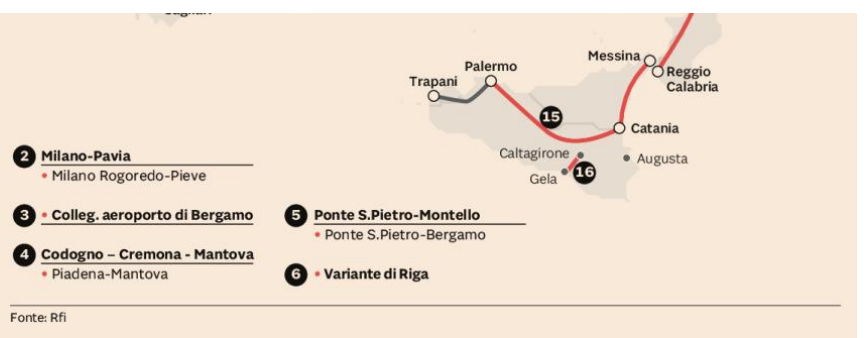 Messina
Palermo
Reggio
Calabria
Trapani
15
Catania
Caltagirone
Augusta
16
Gela
2 Milano-Pavia
• Milano Rogoredo-Pieve
3 • Colleg. aeroporto di Bergamo
4 Codogno – Cremona - Mantova
• Piadena-Mantova
5 Ponte S.Pietro-Montello
• Ponte S.Pietro-Bergamo
6 • Variante di Riga
Fonte: Rfi